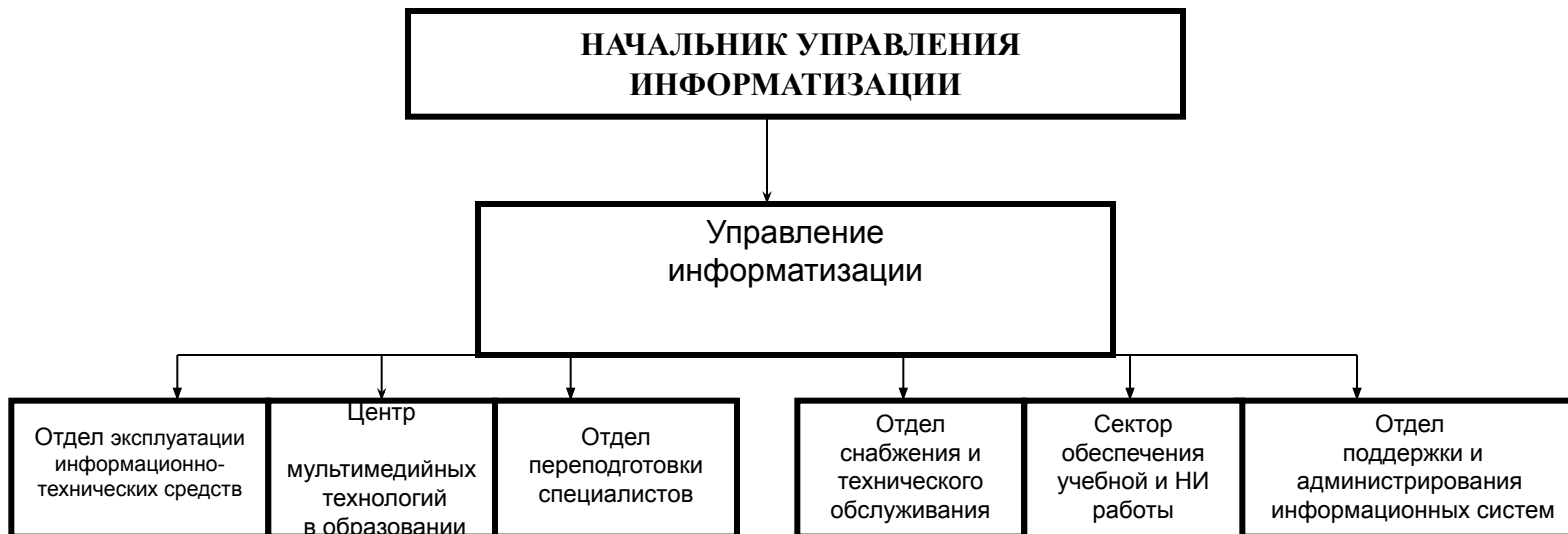 НАЧАЛЬНИК УПРАВЛЕНИЯ
ИНФОРМАТИЗАЦИИ
Управление
информатизации
Отдел эксплуатации
информационно-
технических средств
Центр
мультимедийных
технологий
в образовании
Отдел
переподготовки
специалистов
Отдел
снабжения и
технического
обслуживания
Сектор
обеспечения
учебной и НИ
работы
Отдел
поддержки и
администрирования
информационных систем